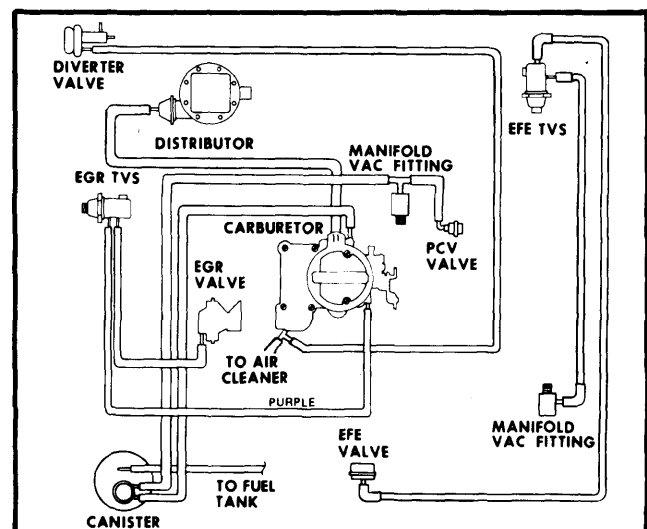 DIVERTER
VALVE
DISTRIBUTOR
EFE TVS
MANIFOLD
VAC FITTING
EGR TVS
CARBURETOR
PCV
VALVE
EGR
VALVE
TO AIR
CLEANER
PURPLE
MANIFOLD
VAC FITTING
EFE
VALVE
TO FUEL
TANK
CANISTER